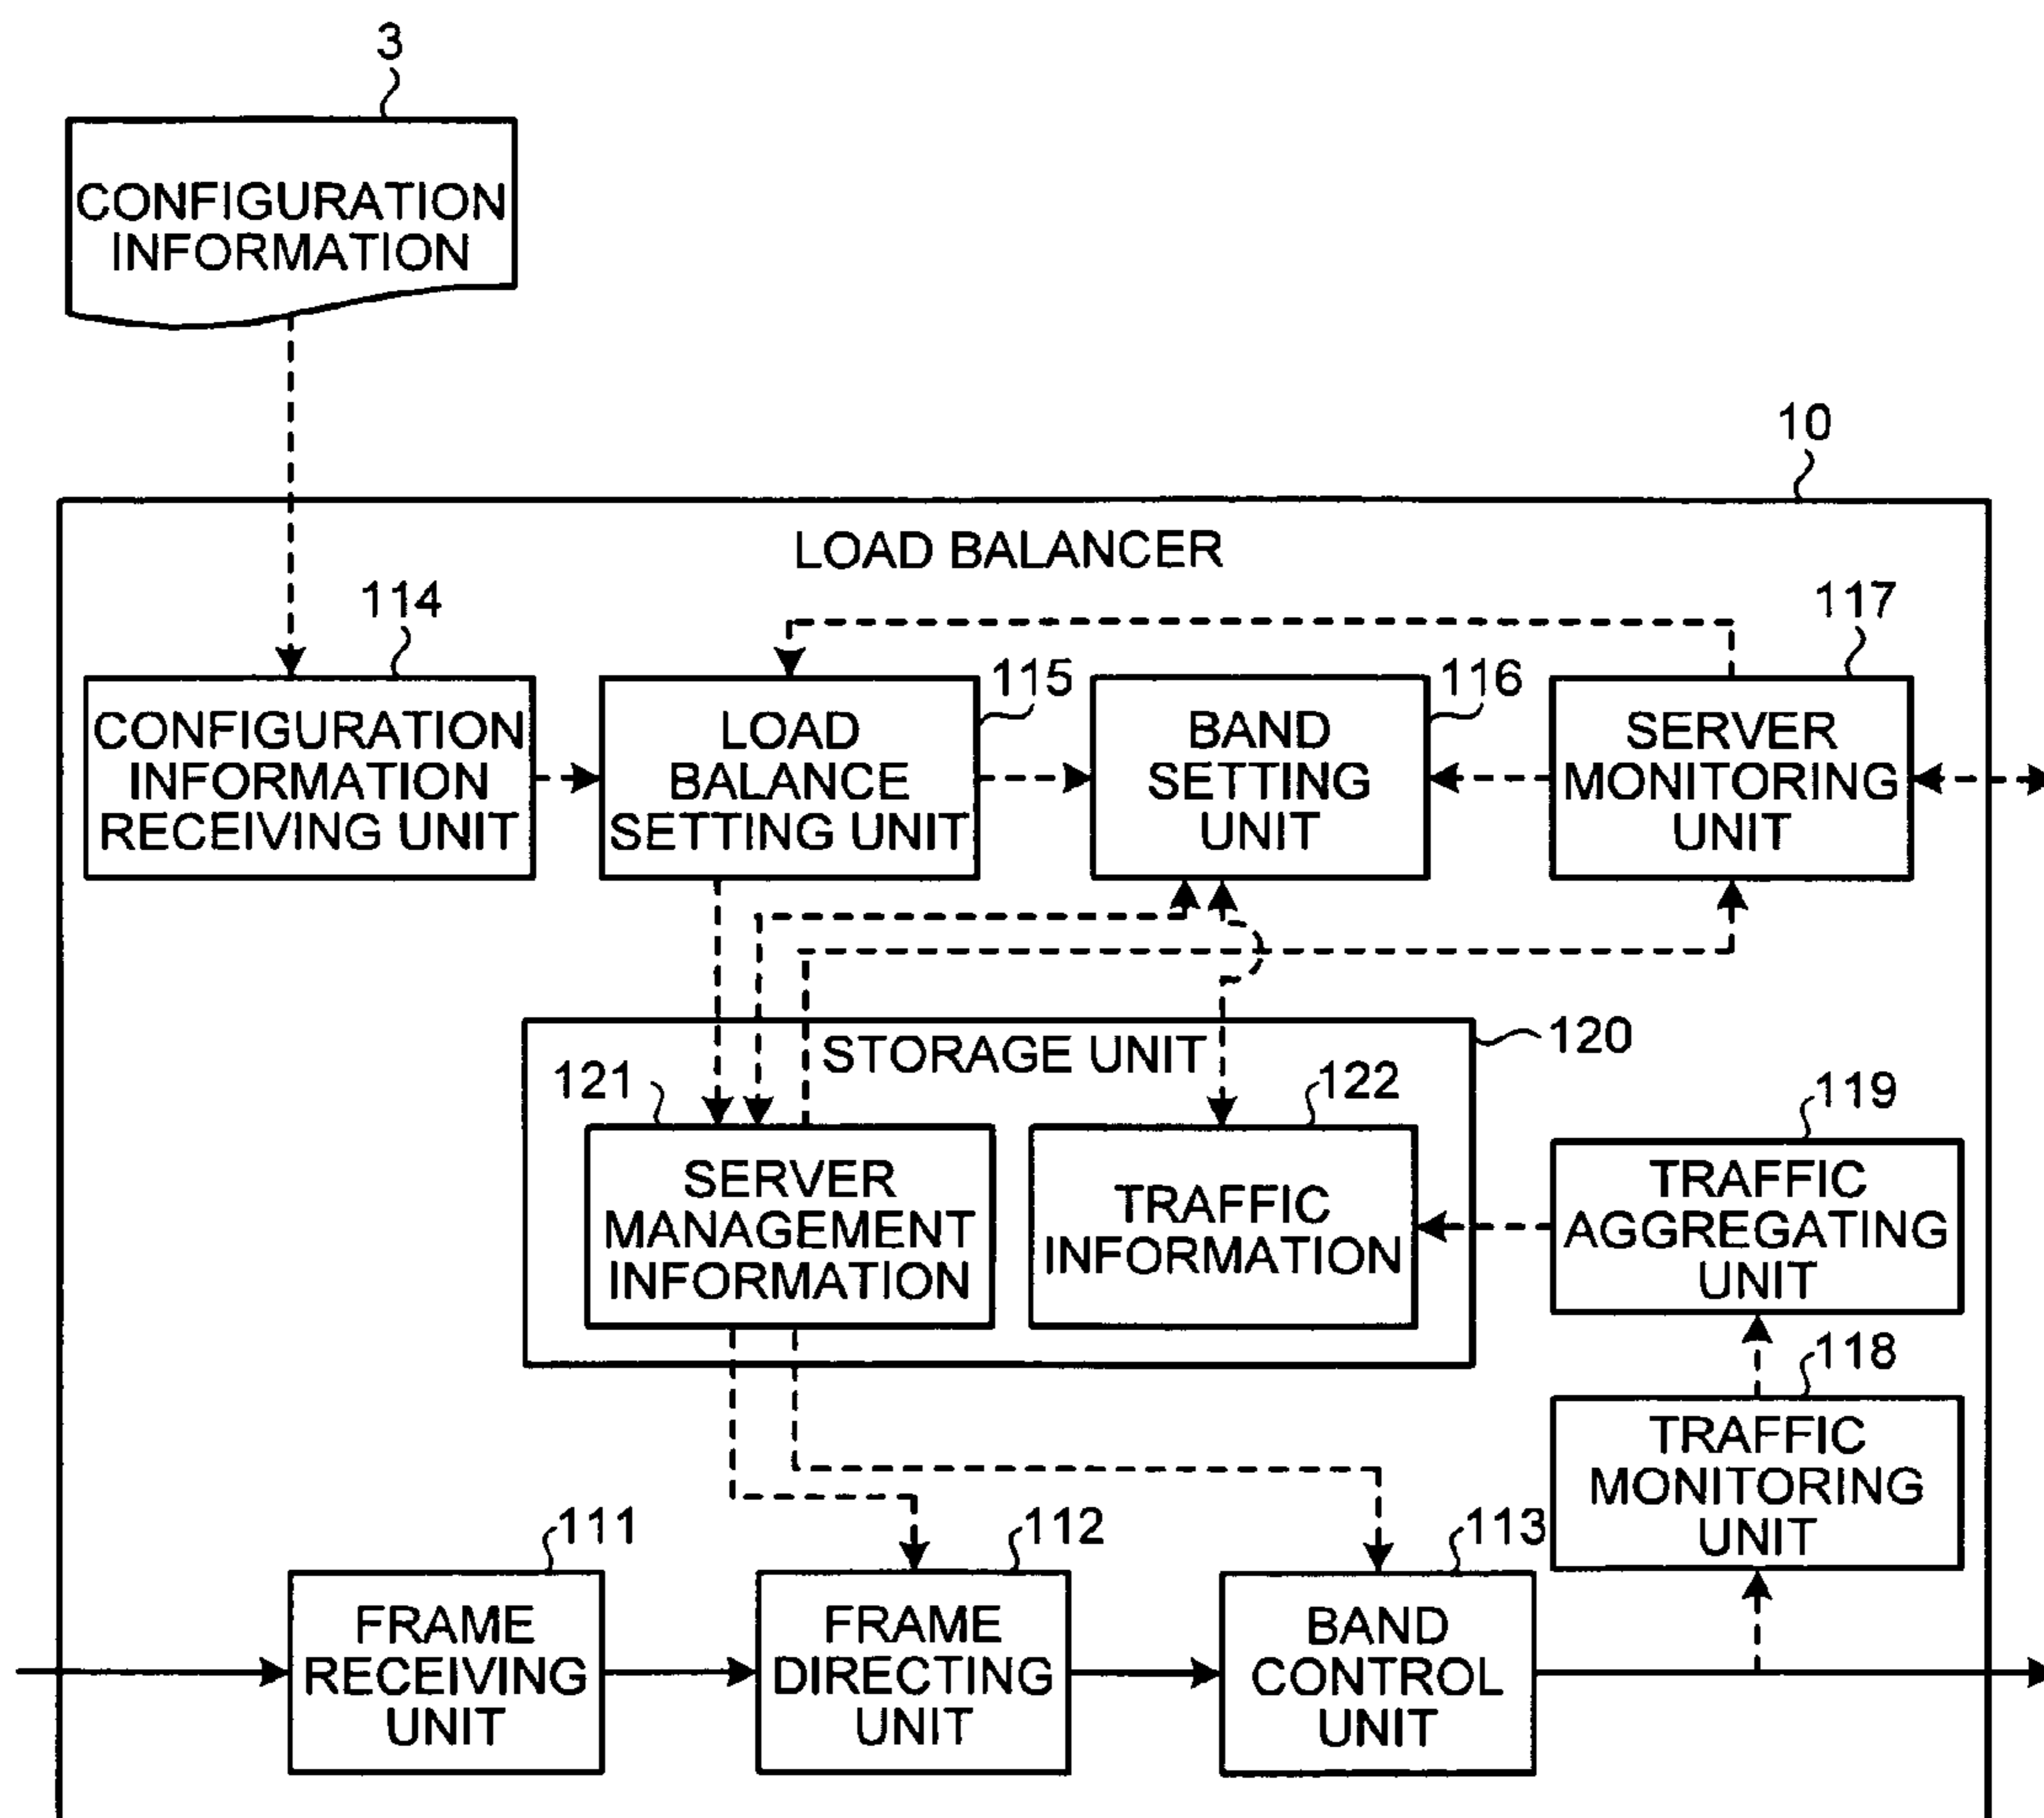 3
CONFIGURATION
INFORMATION
10
LOAD BALANCER
114
CONFIGURATION
INFORMATION
RECEIVING UNIT
115
LOAD
BALANCE
SETTING UNIT
116
BAND
SETTING
UNIT
117
SERVER
MONITORING
UNIT
STORAGE UNIT
120
121
SERVER
MANAGEMENT
INFORMATION
122
TRAFFIC
INFORMATION
119
TRAFFIC
AGGREGATING
UNIT
118
TRAFFIC
MONITORING
UNIT
111
FRAME
RECEIVING
UNIT
112
FRAME
DIRECTING
UNIT
113
BAND
CONTROL
UNIT